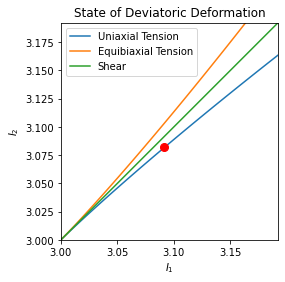 State of Deviatoric Deformation
Uniaxial Tension
Equibiaxial Tension
Shear
3.175
3.150
3.125
3.100
3.075
3.050
3.025
3.000
I₂
3.00
3.05
3.10
3.15
I₁